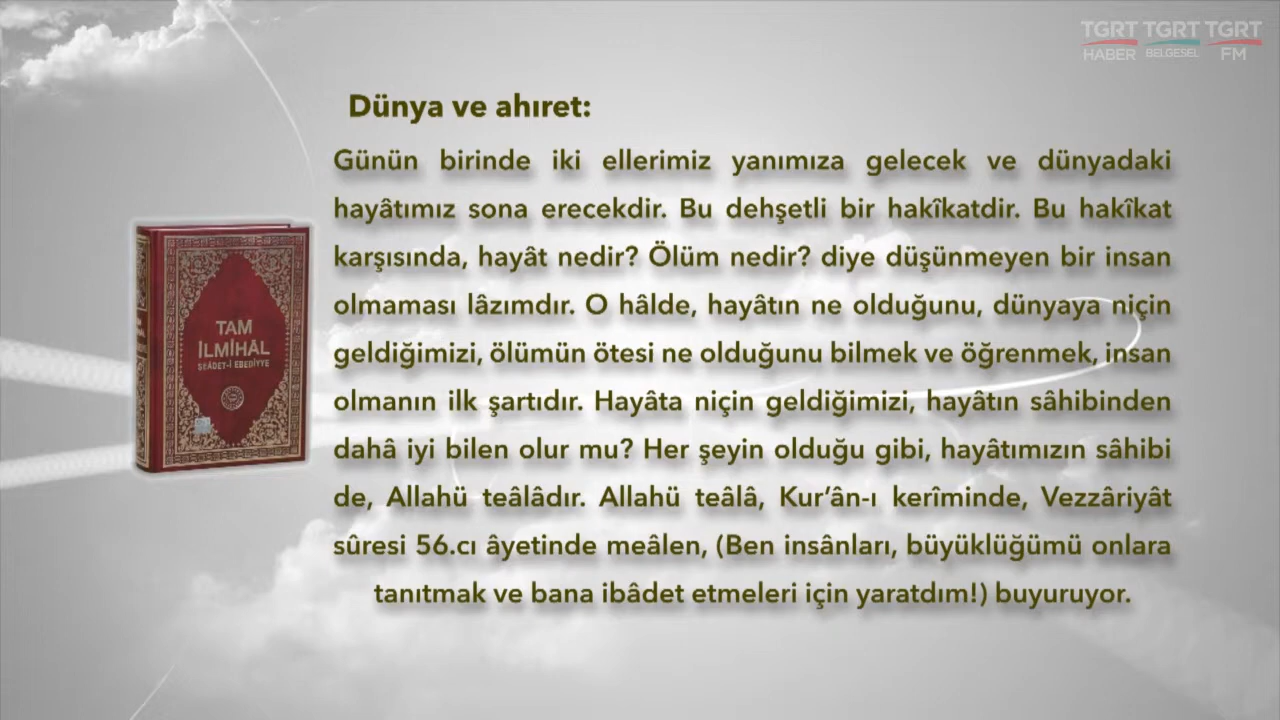 TGRT TGRT TGRT
HABER BELGESEL FM
Dünya ve ahıret:
Günün birinde iki ellerimiz yanımıza gelecek ve dünyadaki
hayâtımız sona erecekdir. Bu dehşetli bir hakîkatdir. Bu hakîkat
karşısında, hayât nedir? Ölüm nedir? diye düşünmeyen bir insan
olmaması lâzımdır. O hâlde, hayâtın ne olduğunu, dünyaya niçin
geldiğimizi, ölümün ötesi ne olduğunu bilmek ve öğrenmek, insan
olmanın ilk şartıdır. Hayâta niçin geldiğimizi, hayâtın sâhibinden
dahâ iyi bilen olur mu? Her şeyin olduğu gibi, hayâtımızın sâhibi
de, Allahü teâlâdır. Allahü teâlâ, Kur’ân-ı kerîminde, Vezzâriyât
sûresi 56.cı âyetinde meâlen, (Ben insânları, büyüklüğümü onlara
tanıtmak ve bana ibâdet etmeleri için yaratdım!) buyuruyor.
TAM
İLMİHÂL
SEÂDET-İ EBEDİYYE